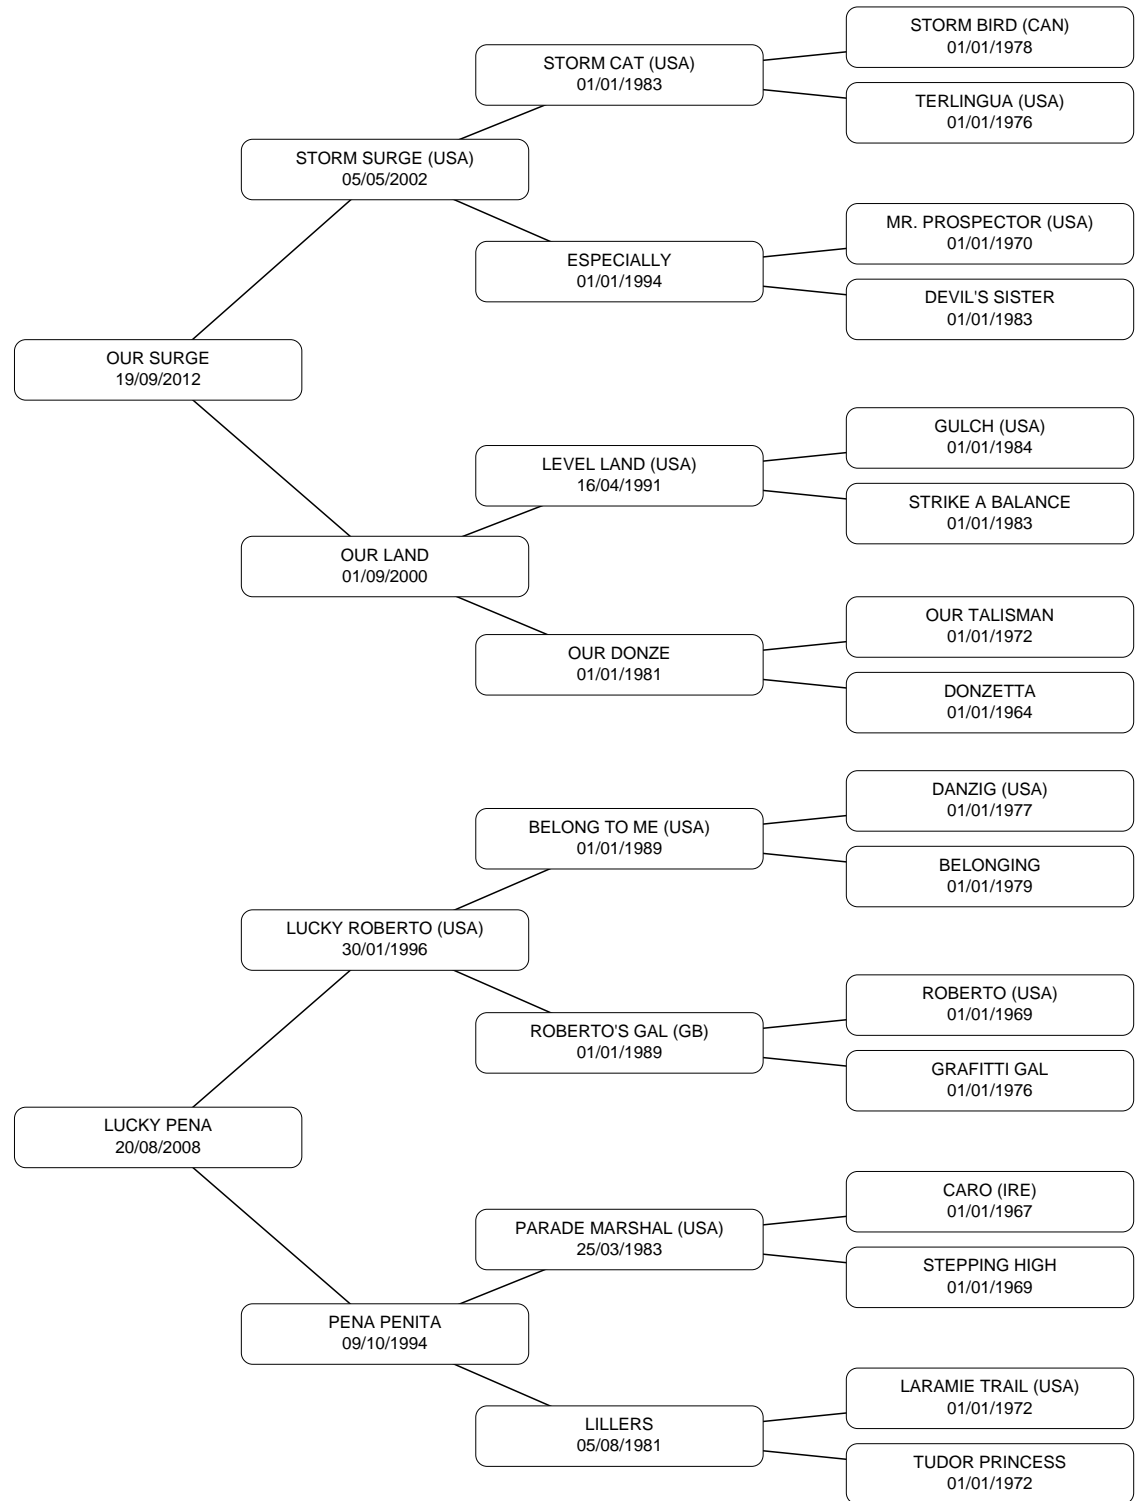 STORM BIRD (CAN)
01/01/1978
STORM CAT (USA)
01/01/1983
TERLINGUA (USA)
01/01/1976
STORM SURGE (USA)
05/05/2002
MR. PROSPECTOR (USA)
01/01/1970
ESPECIALLY
01/01/1994
DEVIL'S SISTER
01/01/1983
OUR SURGE
19/09/2012
GULCH (USA)
01/01/1984
LEVEL LAND (USA)
16/04/1991
STRIKE A BALANCE
01/01/1983
OUR LAND
01/09/2000
OUR TALISMAN
01/01/1972
OUR DONZE
01/01/1981
DONZETTA
01/01/1964
DANZIG (USA)
01/01/1977
BELONG TO ME (USA)
01/01/1989
BELONGING
01/01/1979
LUCKY ROBERTO (USA)
30/01/1996
ROBERTO (USA)
01/01/1969
ROBERTO'S GAL (GB)
01/01/1989
GRAFITTI GAL
01/01/1976
LUCKY PENA
20/08/2008
CARO (IRE)
01/01/1967
PARADE MARSHAL (USA)
25/03/1983
STEPPING HIGH
01/01/1969
PENA PENITA
09/10/1994
LARAMIE TRAIL (USA)
01/01/1972
LILLERS
05/08/1981
TUDOR PRINCESS
01/01/1972